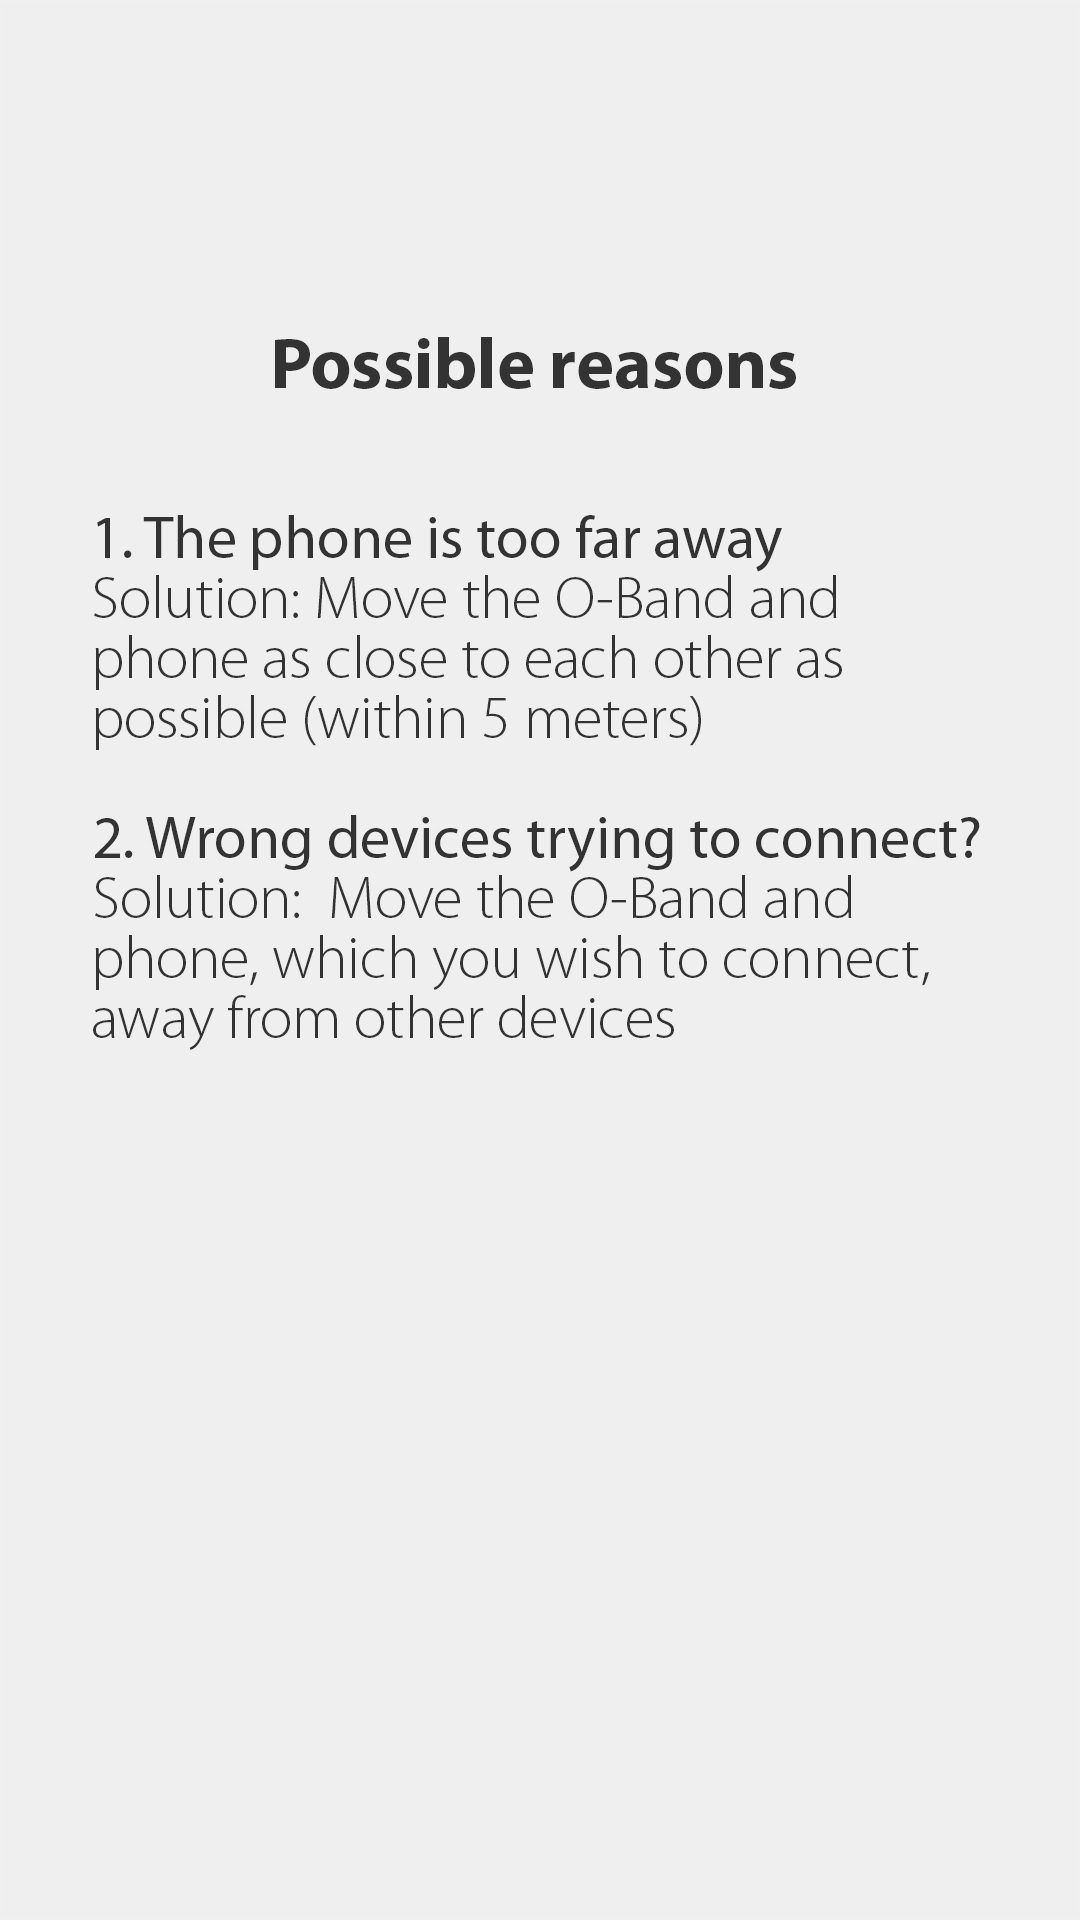 Possible reasons
1. The phone is too far away
Solution: Move the O-Band and
phone as close to each other as
possible (within 5 meters)
2. Wrong devices trying to connect?
Solution:  Move the O-Band and
phone, which you wish to connect,
away from other devices